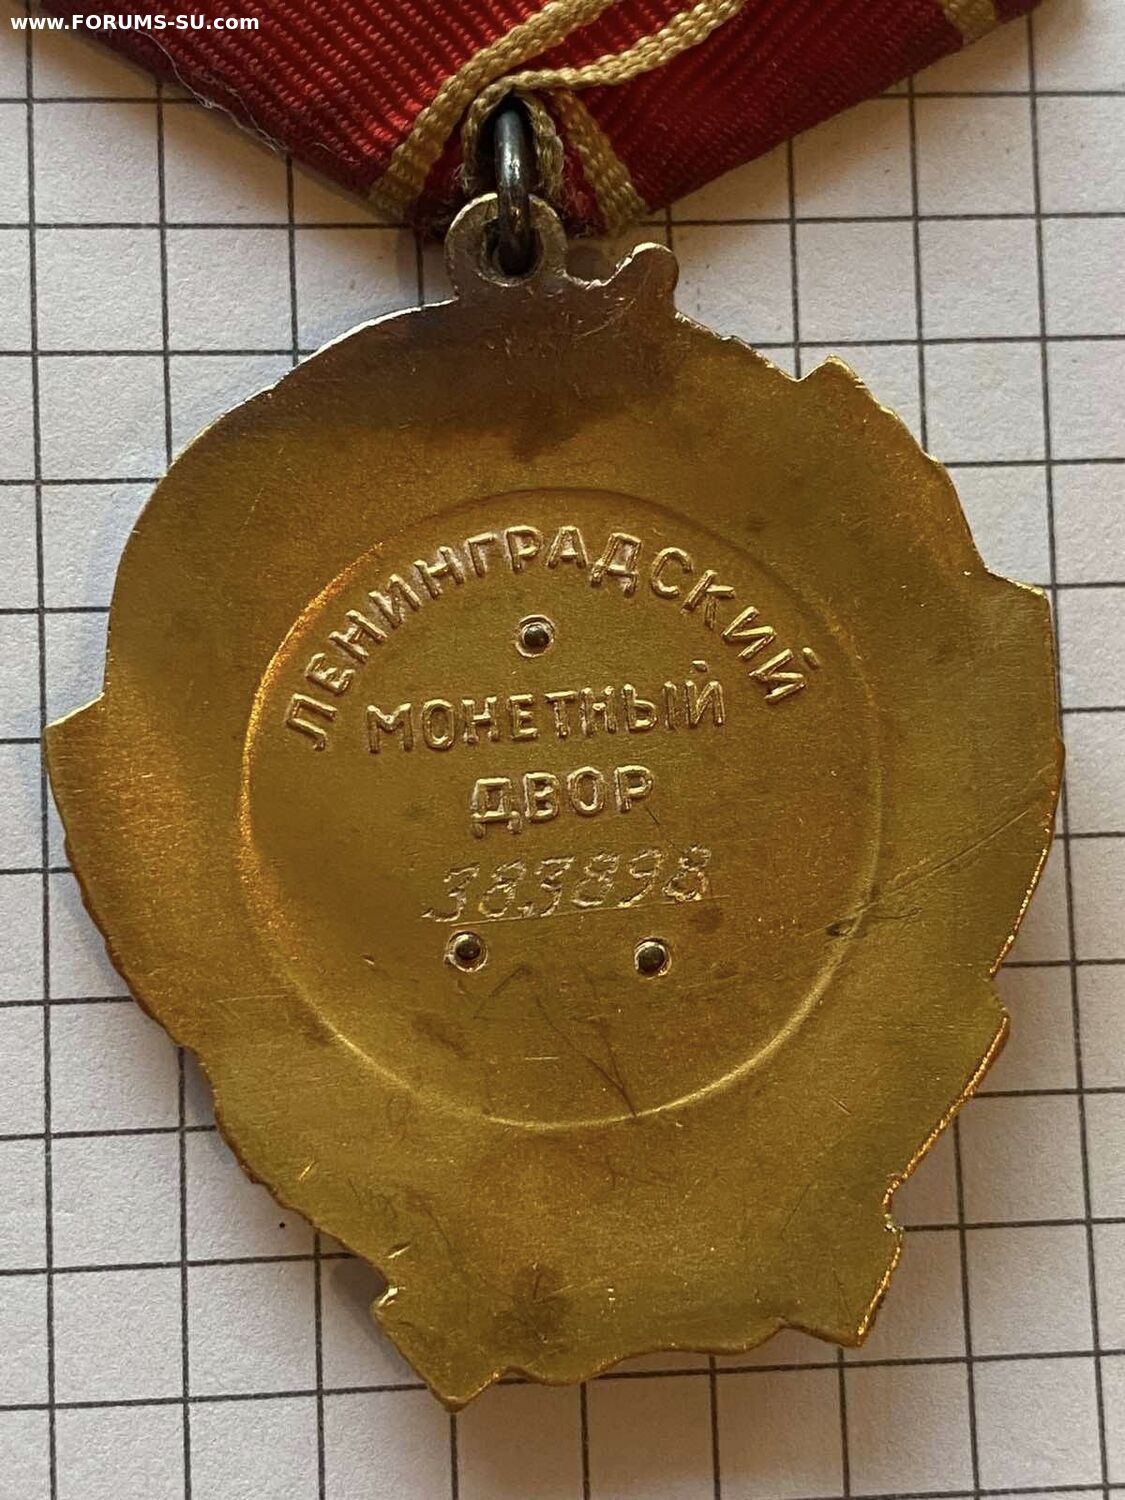 www.FORUMS-SU.com
ЛЕНИНГРАДСКИЙ
МОНЕТНЫЙ
ДВОР
383898